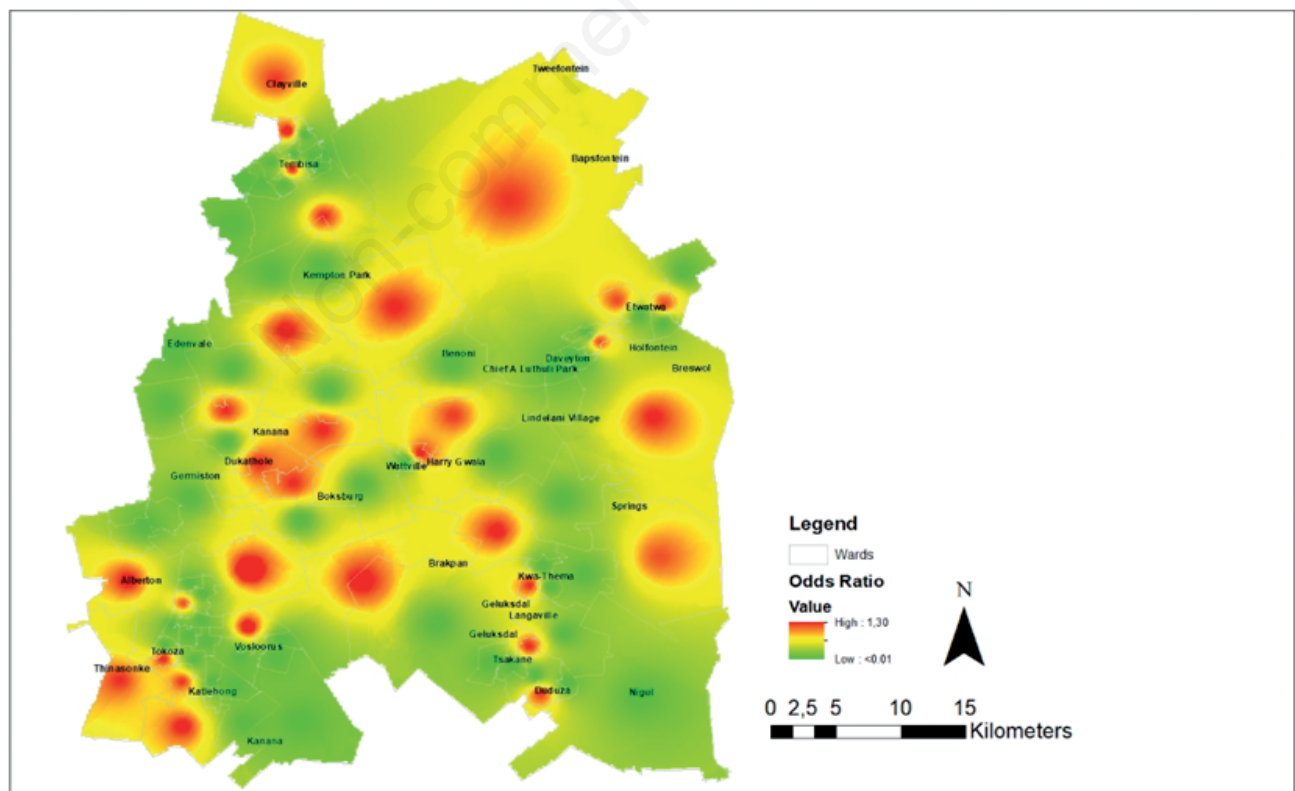 Non-commer
Tweefontein
Clayville
Bapsfontein
Tembisa
Kempton Park
Etwatwa
Edenvale
Holfontein
Benoni
Daveyton
Chief A Luthuli Park
Breswol
Lindelani Village
Kanana
Dukathole
Wattville
Harry Gwala
Germiston
Boksburg
Springs
Legend
Wards
Brakpan
Odds Ratio
Kwa-Thema
Alberton
Value
Geluksdal
High : 1,30
Langaville
Low : <0.01
Geluksdal
N
Vosloorus
Tokoza
Tsakane
Thinasonke
Katlehong
Duduza
Nigel
0 2,5 5 10 15
Kilometers
Kanana